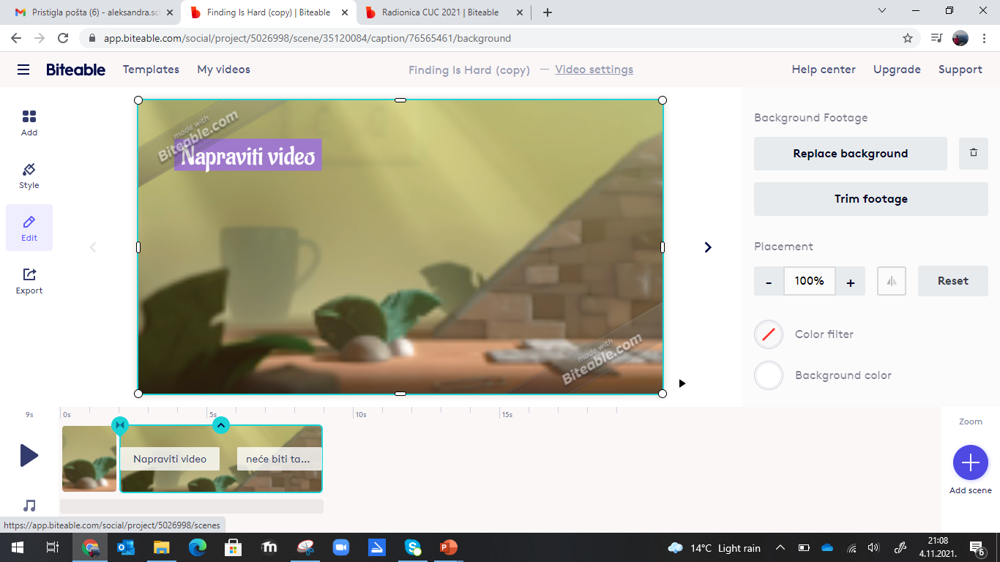 Pristigla pošta (6) - aleksandra.sc
Finding Is Hard (copy) | Biteable
Radionica CUC 2021 | Biteable
app.biteable.com/social/project/5026998/scene/35120084/caption/76565461/background
Biteable
Templates
My videos
Finding Is Hard (copy) — Video settings
Help center
Upgrade
Support
Add
Style
Edit
Export
made with
Biteable.com
Napraviti video
made with
Biteable.com
Background Footage
Replace background
Trim footage
Placement
- 100% +
Reset
Color filter
Background color
9s
0s
5s
10s
15s
Zoom
Napraviti video
neće biti ta...
Add scene
https://app.biteable.com/social/project/5026998/scenes
14°C Light rain
21:08
4.11.2021.
6